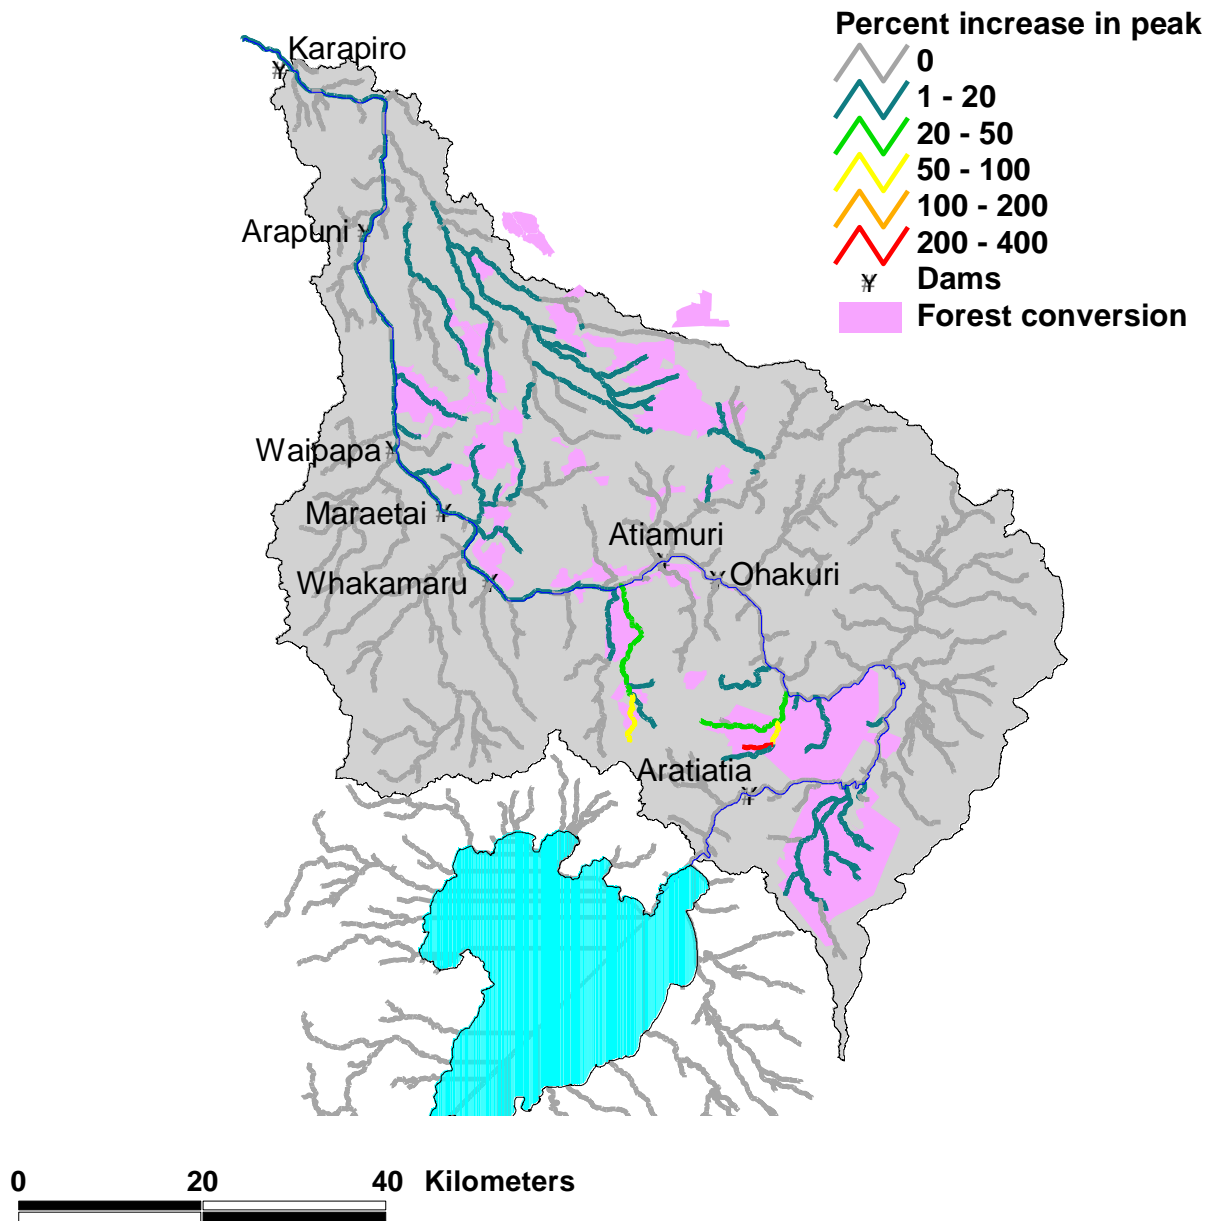 Percent increase in peak
0
1 - 20
20 - 50
50 - 100
100 - 200
200 - 400
Dams
Forest conversion
Karapiro
Arapuni
Waipapa
Maraetai
Atiamuri
Whakamaru
Ohakuri
Aratiatia
0 20 40 Kilometers